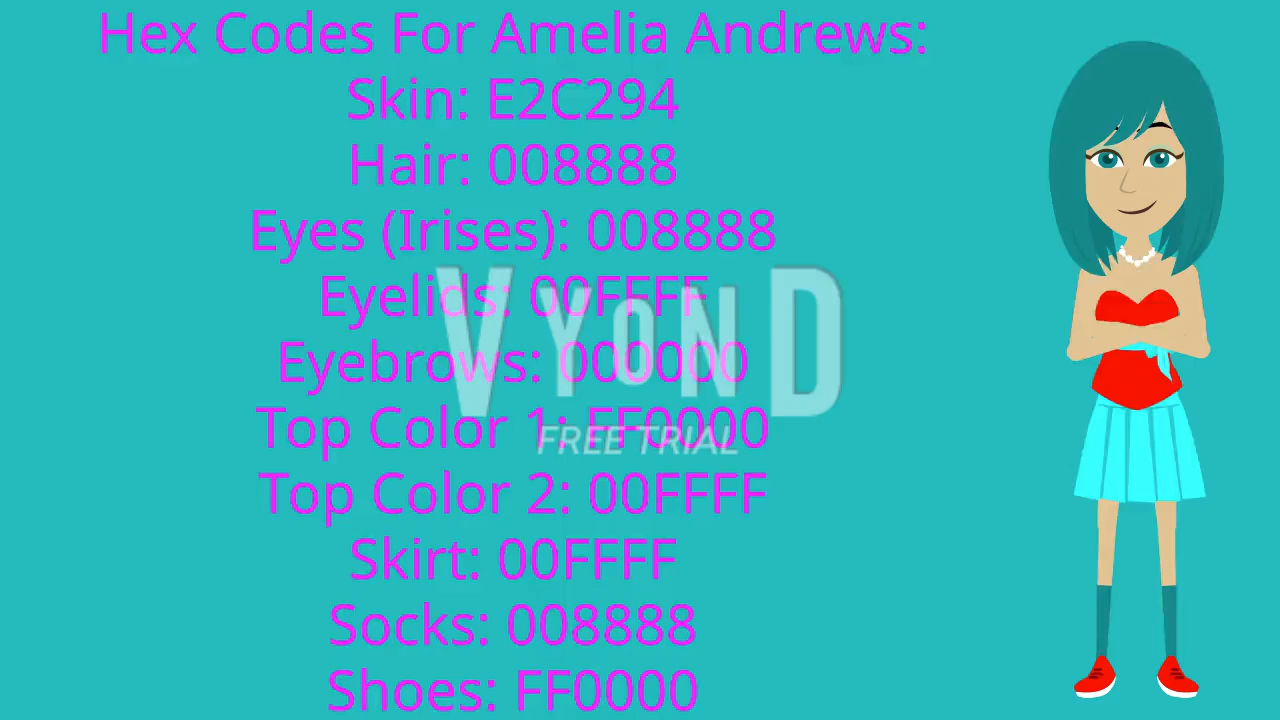 Hex Codes For Amelia Andrews:
Skin: E2C294
Hair: 008888
Eyes (Irises): 008888
Eyelids: 00FFFF
Eyebrows: 000000
Top Color 1: FF0000
Top Color 2: 00FFFF
Skirt: 00FFFF
Socks: 008888
Shoes: FF0000
VYOND
FREE TRIAL